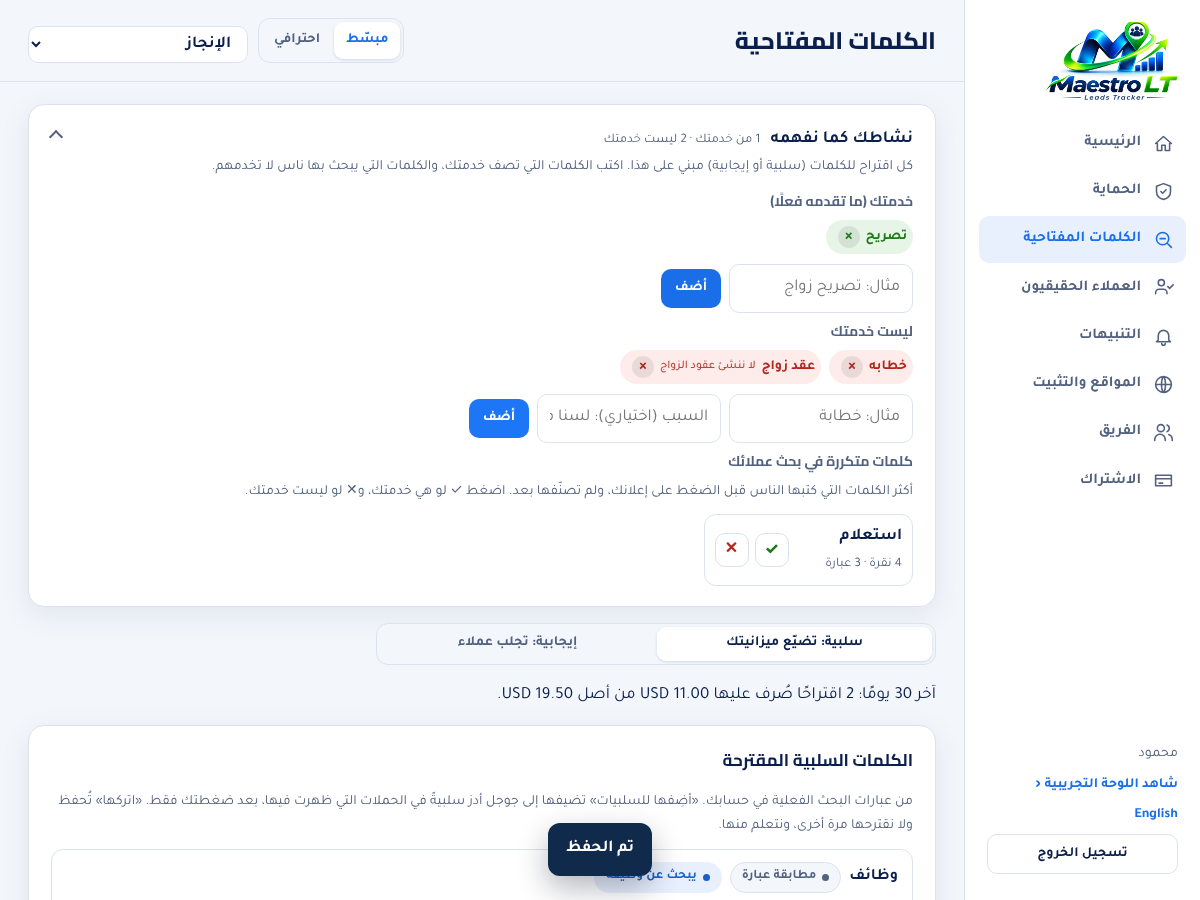 Maestro LT
Leads Tracker
الرئيسية
الحماية
الكلمات المفتاحية
العملاء الحقيقيون
التنبيهات
المواقع والتثبيت
الفريق
الاشتراك
محمود
شاهد اللوحة التجريبية ‹
English
تسجيل الخروج
الكلمات المفتاحية
مبسّط
احترافي
الإنجاز
نشاطك كما نفهمه 1 من خدمتك · 2 ليست خدمتك
كل اقتراح للكلمات (سلبية أو إيجابية) مبني على هذا. اكتب الكلمات التي تصف خدمتك، والكلمات التي يبحث بها ناس لا تخدمهم.
خدمتك (ما تقدمه فعلًا)
تصريح ×
مثال: تصريح زواج
أضف
ليست خدمتك
خطابه ×
عقد زواج لا ننشئ عقود الزواج ×
مثال: خطابة
السبب (اختياري): لسنا
أضف
كلمات متكررة في بحث عملائك
أكثر الكلمات التي كتبها الناس قبل الضغط على إعلانك، ولم تصنّفها بعد. اضغط ✓ لو هي خدمتك، و✕ لو ليست خدمتك.
استعلام
4 نقرة · 3 عبارة
✓
✕
سلبية: تضيّع ميزانيتك
إيجابية: تجلب عملاء
آخر 30 يومًا: 2 اقتراحًا صُرف عليها 11.00 USD من أصل 19.50 USD.
الكلمات السلبية المقترحة
من عبارات البحث الفعلية في حسابك. «أضِفها للسلبيات» تضيفها إلى جوجل أدز سلبيةً في الحملات التي ظهرت فيها، بعد ضغطتك فقط. «اتركها» تُحفظ
ولا نقترحها مرة أخرى، ونتعلم منها.
وظائف
مطابقة عبارة
يبحث عن وظيفة
تم الحفظ